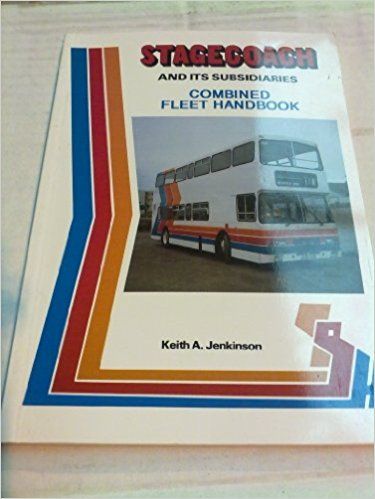 STAGECOACH
AND ITS SUBSIDIARIES
COMBINED
FLEET HANDBOOK
Keith A. Jenkinson